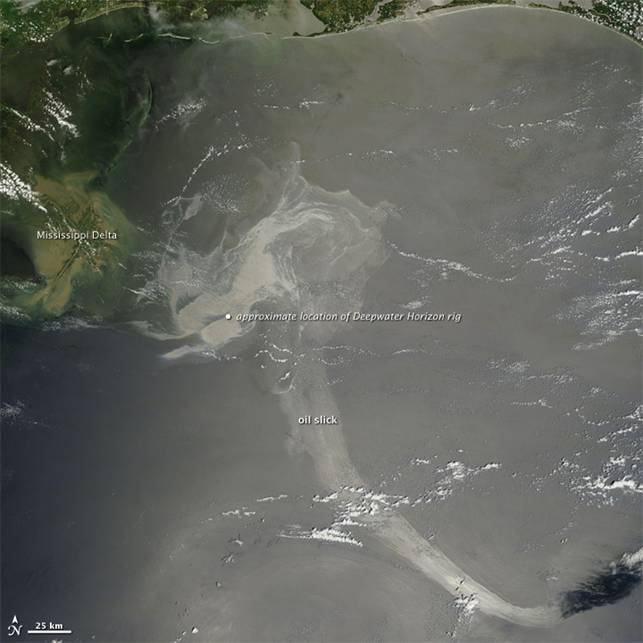 Mississippi Delta
approximate location of Deepwater Horizon rig
oil slick
N
25 km